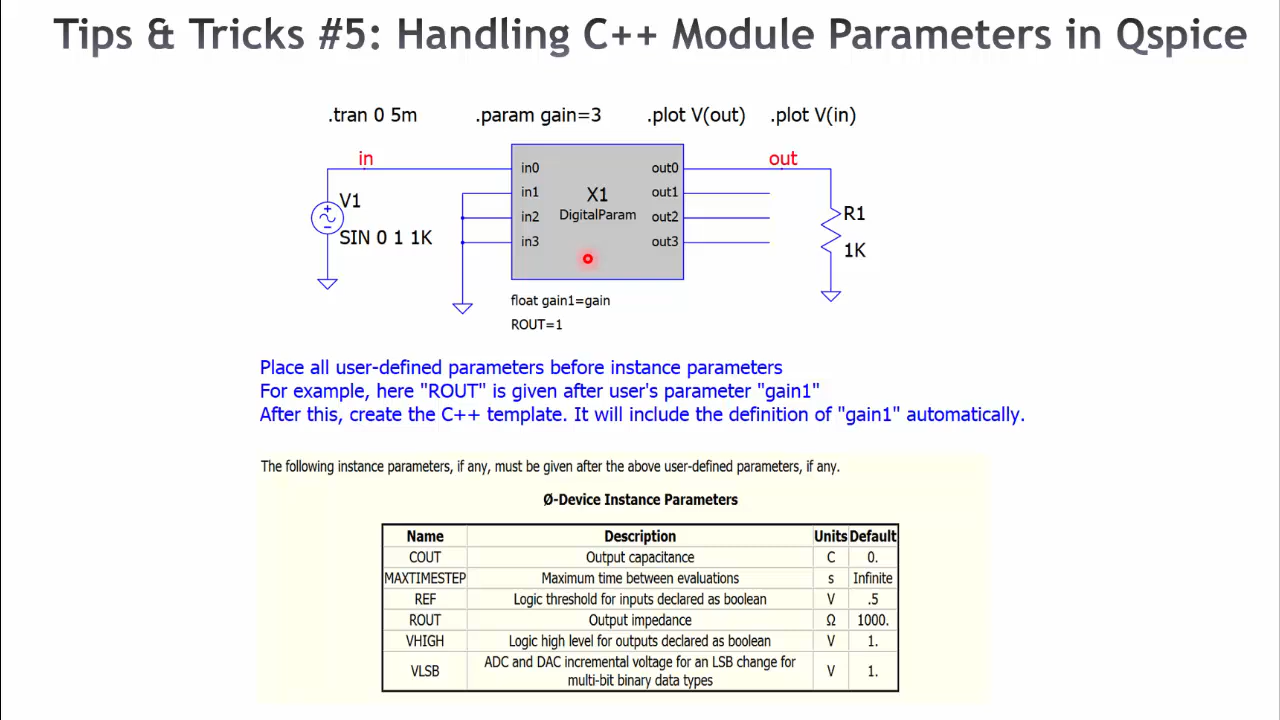 Tips & Tricks #5: Handling C++ Module Parameters in Qspice
.tran 0 5m .param gain=3 .plot V(out) .plot V(in)
in out
in0 out0
in1 X1 out1
V1 DigitalParam R1
in2 out2
SIN 0 1 1K in3 out3 1K
float gain1=gain
ROUT=1
Place all user-defined parameters before instance parameters
For example, here "ROUT" is given after user's parameter "gain1"
After this, create the C++ template. It will include the definition of "gain1" automatically.
The following instance parameters, if any, must be given after the above user-defined parameters, if any.
Ø-Device Instance Parameters
Name Description Units Default
COUT Output capacitance C 0.
MAXTIMESTEP Maximum time between evaluations s Infinite
REF Logic threshold for inputs declared as boolean V .5
ROUT Output impedance Ω 1000.
VHIGH Logic high level for outputs declared as boolean V 1.
VLSB ADC and DAC incremental voltage for an LSB change for V 1.
multi-bit binary data types